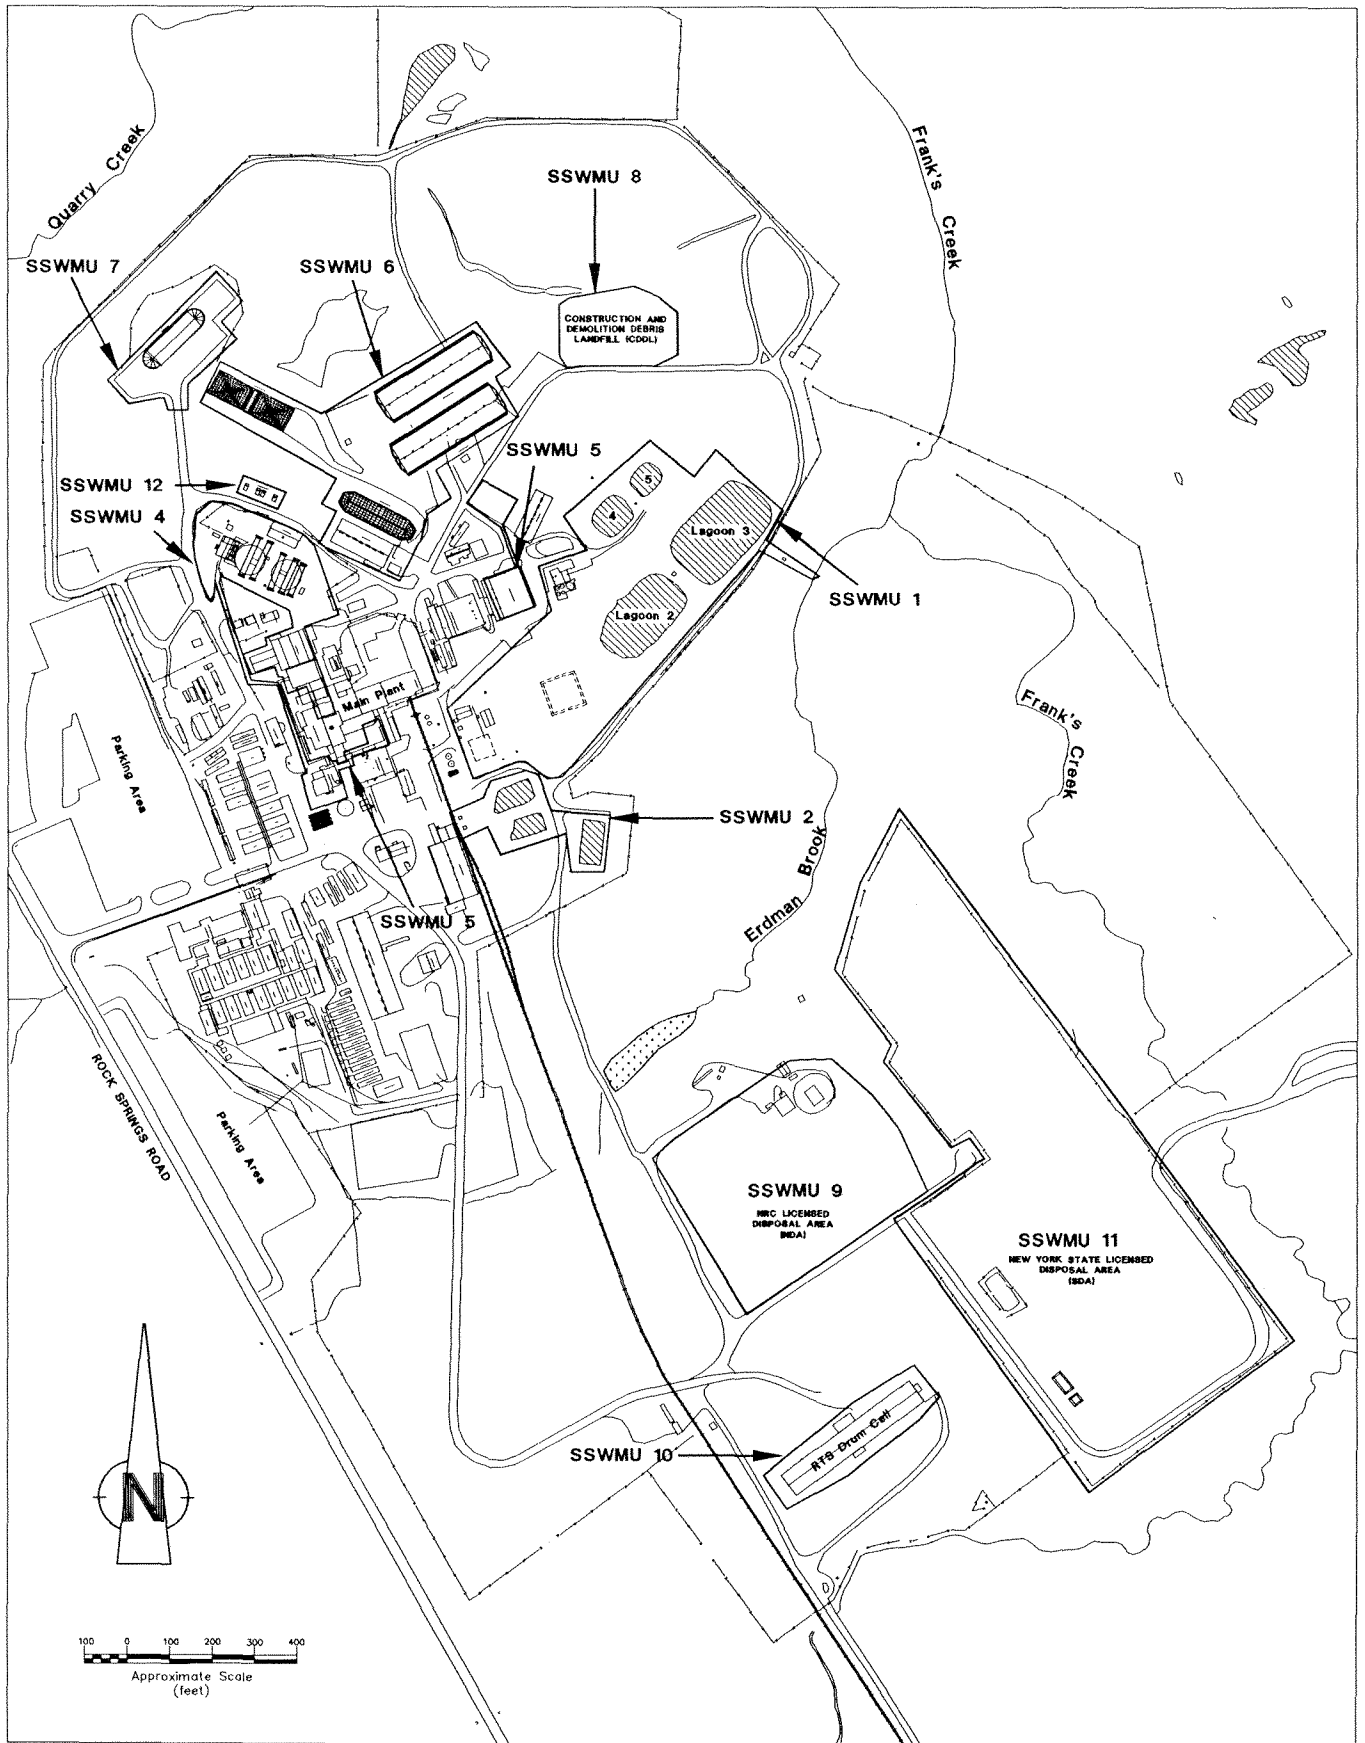 Quarry Creek
Frank's Creek
SSWMU 8
SSWMU 7
SSWMU 6
CONSTRUCTION AND
DEMOLITION DEBRIS
LANDFILL (CDDL)
SSWMU 5
SSWMU 12
SSWMU 4
5
4
Lagoon 3
SSWMU 1
Lagoon 2
Main Plant
Frank's Creek
Parking Area
SSWMU 2
Erdman Brook
SSWMU 5
ROCK SPRINGS ROAD
Parking Area
SSWMU 9
NRC LICENSED
DISPOSAL AREA
(NDA)
SSWMU 11
NEW YORK STATE LICENSED
DISPOSAL AREA
(SDA)
RTS Drum Cell
SSWMU 10
N
100 0 100 200 300 400
Approximate Scale
(feet)